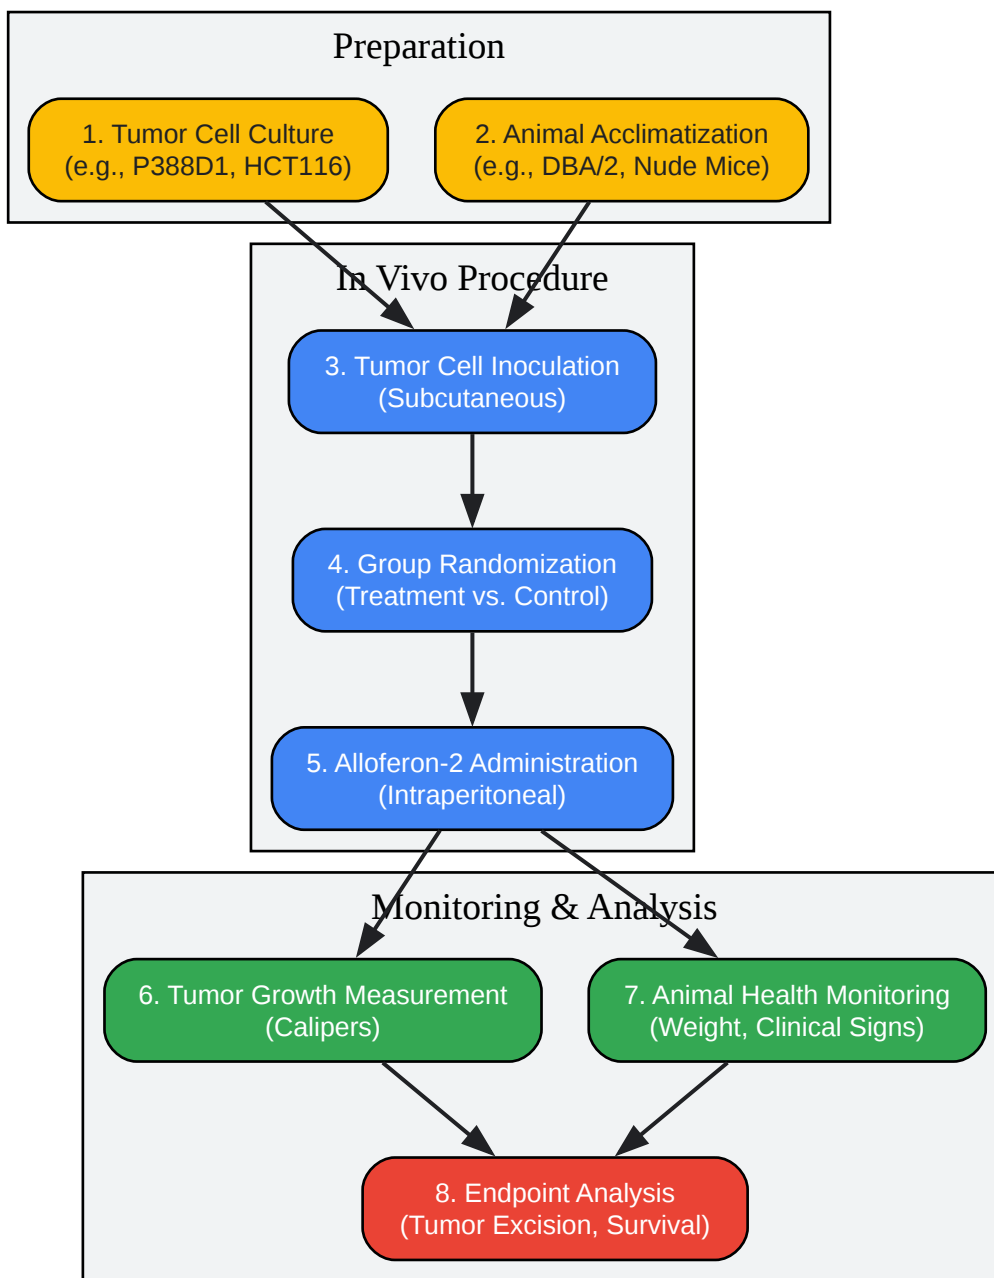 Preparation
1. Tumor Cell Culture
(e.g., P388D1, HCT116)
2. Animal Acclimatization
(e.g., DBA/2, Nude Mice)
In Vivo Procedure
3. Tumor Cell Inoculation
(Subcutaneous)
4. Group Randomization
(Treatment vs. Control)
5. Alloferon-2 Administration
(Intraperitoneal)
Monitoring & Analysis
6. Tumor Growth Measurement
(Calipers)
7. Animal Health Monitoring
(Weight, Clinical Signs)
8. Endpoint Analysis
(Tumor Excision, Survival)